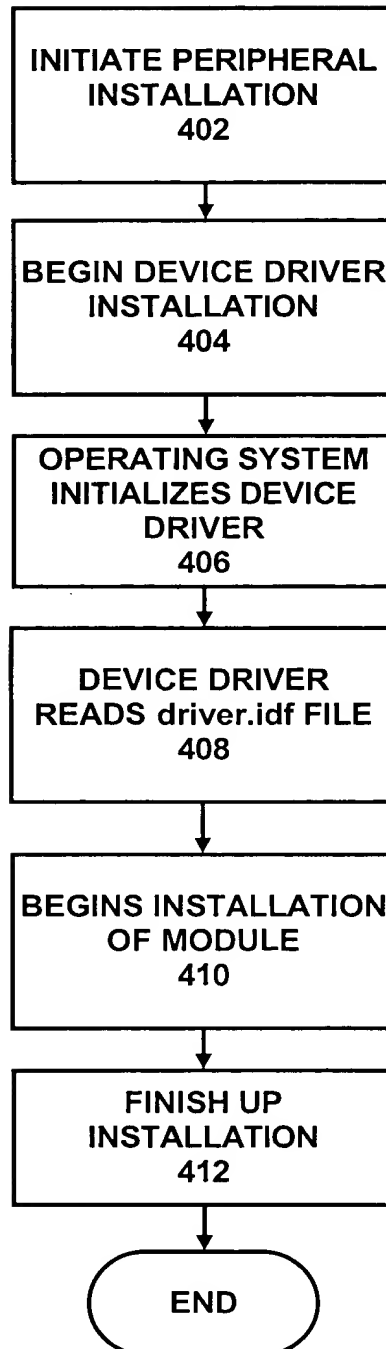 INITIATE PERIPHERAL
INSTALLATION
402
BEGIN DEVICE DRIVER
INSTALLATION
404
OPERATING SYSTEM
INITIALIZES DEVICE
DRIVER
406
DEVICE DRIVER
READS driver.idf FILE
408
BEGINS INSTALLATION
OF MODULE
410
FINISH UP
INSTALLATION
412
END